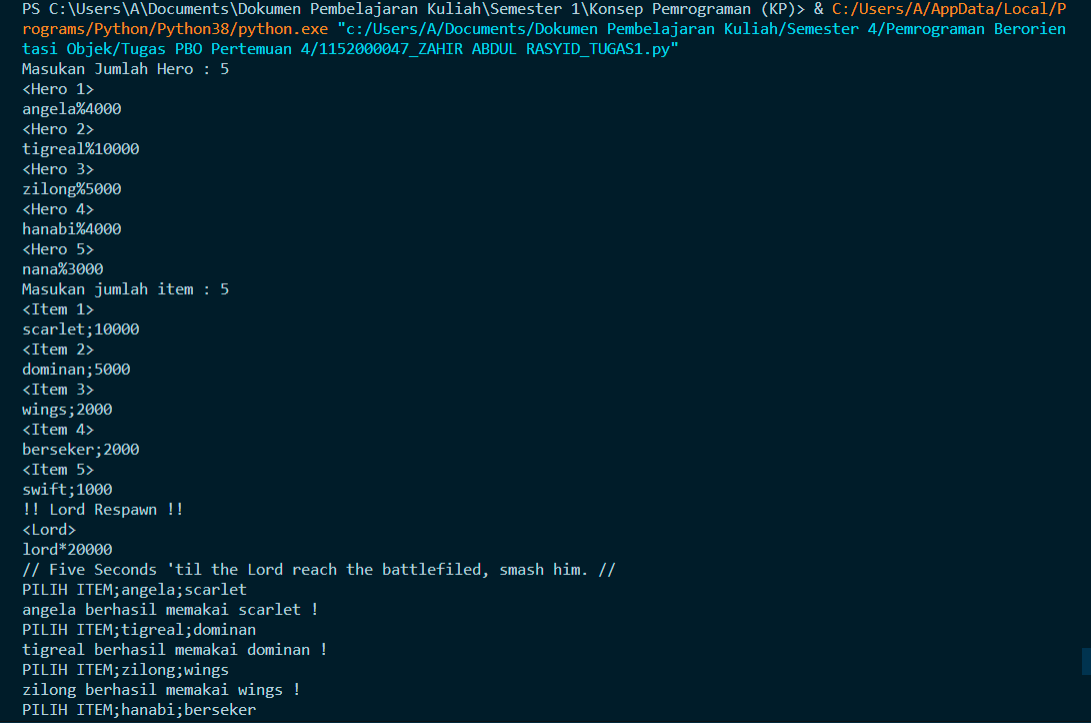 PS C:\Users\A\Documents\Dokumen Pembelajaran Kuliah\Semester 1\Konsep Pemrograman (KP)> & C:/Users/A/AppData/Local/P
rograms/Python/Python38/python.exe "c:/Users/A/Documents/Dokumen Pembelajaran Kuliah/Semester 4/Pemrograman Berorien
tasi Objek/Tugas PBO Pertemuan 4/1152000047_ZAHIR ABDUL RASYID_TUGAS1.py"
Masukan Jumlah Hero : 5
<Hero 1>
angela%4000
<Hero 2>
tigreal%10000
<Hero 3>
zilong%5000
<Hero 4>
hanabi%4000
<Hero 5>
nana%3000
Masukan jumlah item : 5
<Item 1>
scarlet;10000
<Item 2>
dominan;5000
<Item 3>
wings;2000
<Item 4>
berseker;2000
<Item 5>
swift;1000
!! Lord Respawn !!
<Lord>
lord*20000
// Five Seconds 'til the Lord reach the battlefiled, smash him. //
PILIH ITEM;angela;scarlet
angela berhasil memakai scarlet !
PILIH ITEM;tigreal;dominan
tigreal berhasil memakai dominan !
PILIH ITEM;zilong;wings
zilong berhasil memakai wings !
PILIH ITEM;hanabi;berseker